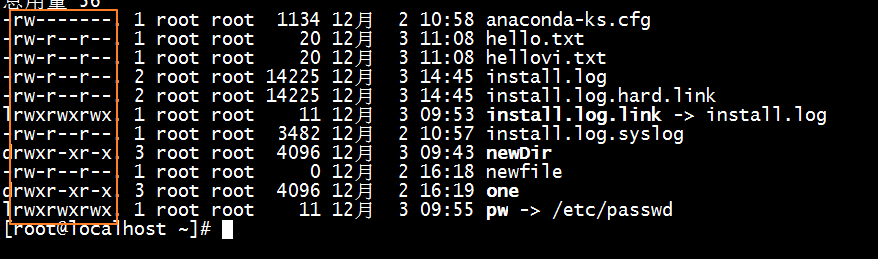 总用量 56
-rw-------. 1 root root  1134 12月  2 10:58 anaconda-ks.cfg
-rw-r--r--. 1 root root    20 12月  3 11:08 hello.txt
-rw-r--r--. 1 root root    20 12月  3 11:08 hellovi.txt
-rw-r--r--. 2 root root 14225 12月  3 14:45 install.log
-rw-r--r--. 2 root root 14225 12月  3 14:45 install.log.hard.link
lrwxrwxrwx. 1 root root    11 12月  3 09:53 install.log.link -> install.log
-rw-r--r--. 1 root root  3482 12月  2 10:57 install.log.syslog
drwxr-xr-x. 3 root root  4096 12月  3 09:43 newDir
-rw-r--r--. 1 root root     0 12月  2 16:18 newfile
drwxr-xr-x. 3 root root  4096 12月  2 16:19 one
lrwxrwxrwx. 1 root root    11 12月  3 09:55 pw -> /etc/passwd
[root@localhost ~]#